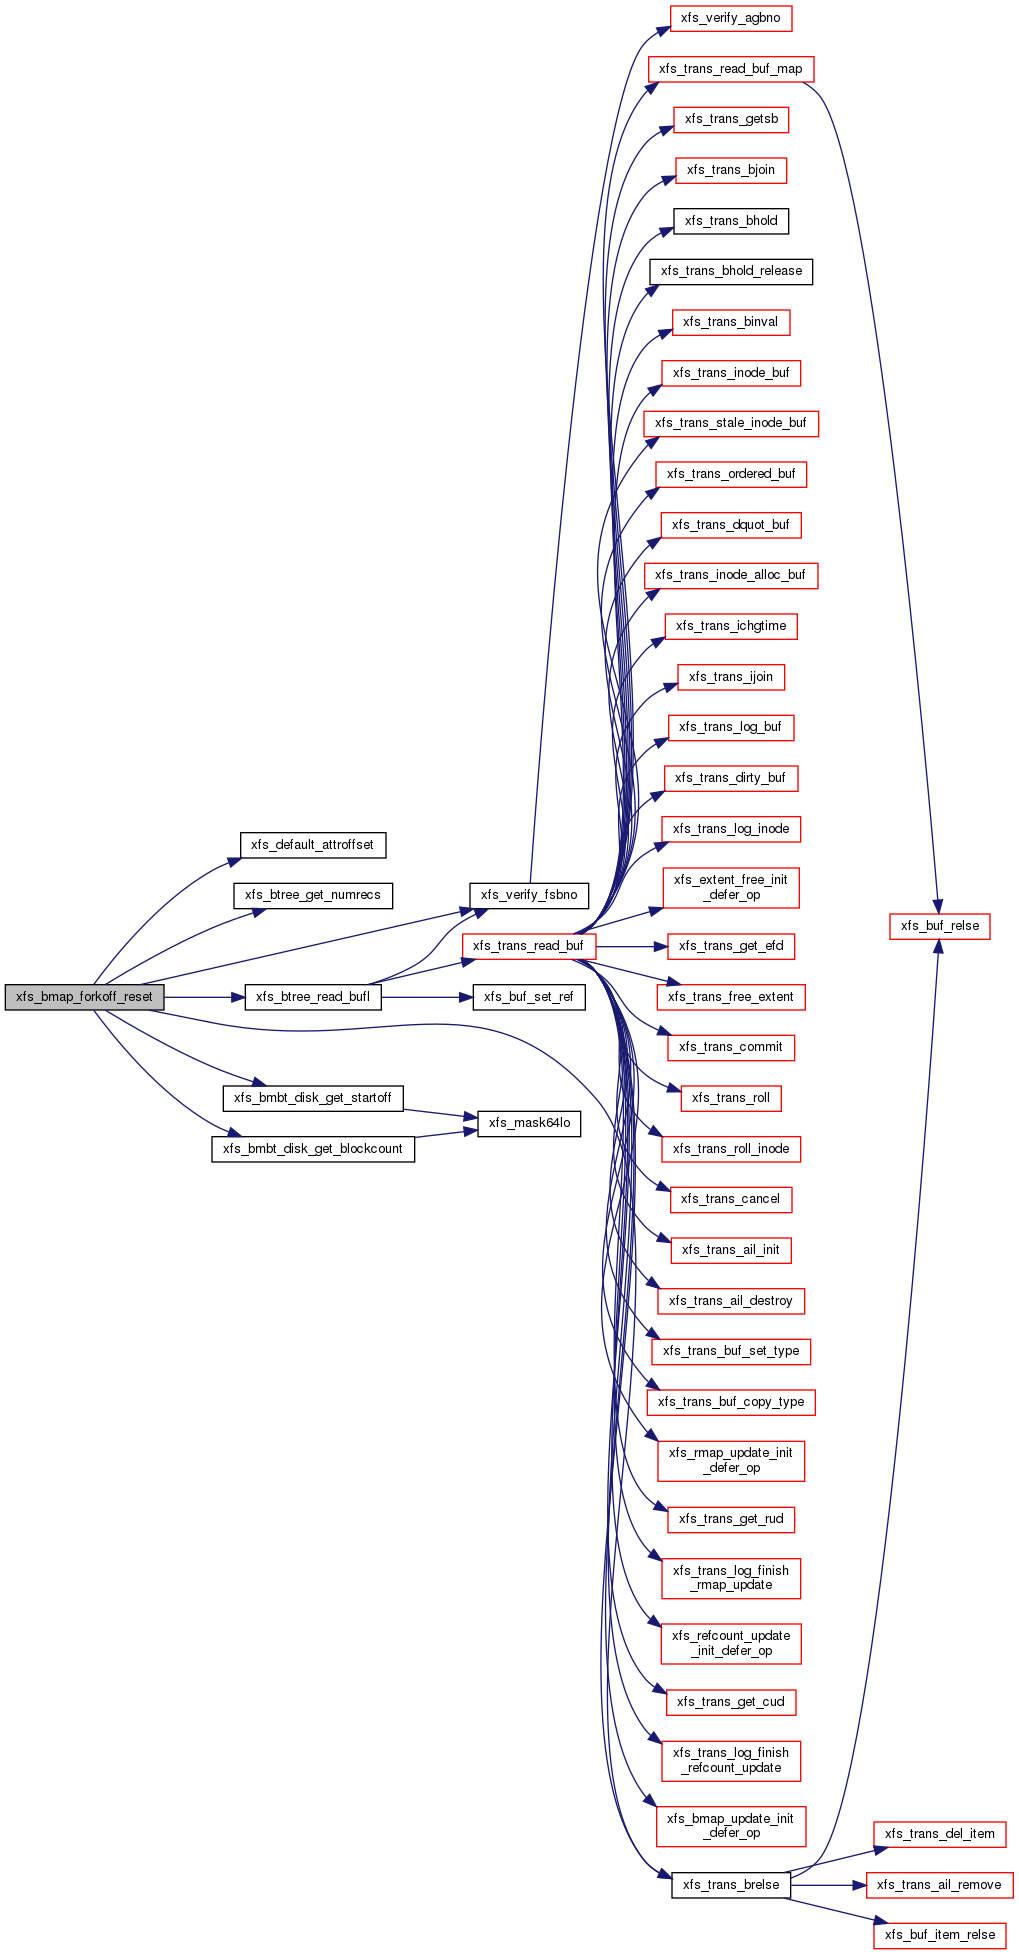 xfs_verify_agbno
xfs_trans_read_buf_map
xfs_trans_getsb
xfs_trans_bjoin
xfs_trans_bhold
xfs_trans_bhold_release
xfs_trans_binval
xfs_trans_inode_buf
xfs_trans_stale_inode_buf
xfs_trans_ordered_buf
xfs_trans_dquot_buf
xfs_trans_inode_alloc_buf
xfs_trans_ichgtime
xfs_trans_ijoin
xfs_trans_log_buf
xfs_trans_dirty_buf
xfs_trans_log_inode
xfs_default_attroffset
xfs_extent_free_init
_defer_op
xfs_btree_get_numrecs
xfs_verify_fsbno
xfs_buf_relse
xfs_trans_read_buf
xfs_trans_get_efd
xfs_bmap_forkoff_reset
xfs_btree_read_bufl
xfs_buf_set_ref
xfs_trans_free_extent
xfs_trans_commit
xfs_bmbt_disk_get_startoff
xfs_trans_roll
xfs_mask64lo
xfs_bmbt_disk_get_blockcount
xfs_trans_roll_inode
xfs_trans_cancel
xfs_trans_ail_init
xfs_trans_ail_destroy
xfs_trans_buf_set_type
xfs_trans_buf_copy_type
xfs_rmap_update_init
_defer_op
xfs_trans_get_rud
xfs_trans_log_finish
_rmap_update
xfs_refcount_update
_init_defer_op
xfs_trans_get_cud
xfs_trans_log_finish
_refcount_update
xfs_bmap_update_init
_defer_op
xfs_trans_del_item
xfs_trans_brelse
xfs_trans_ail_remove
xfs_buf_item_relse